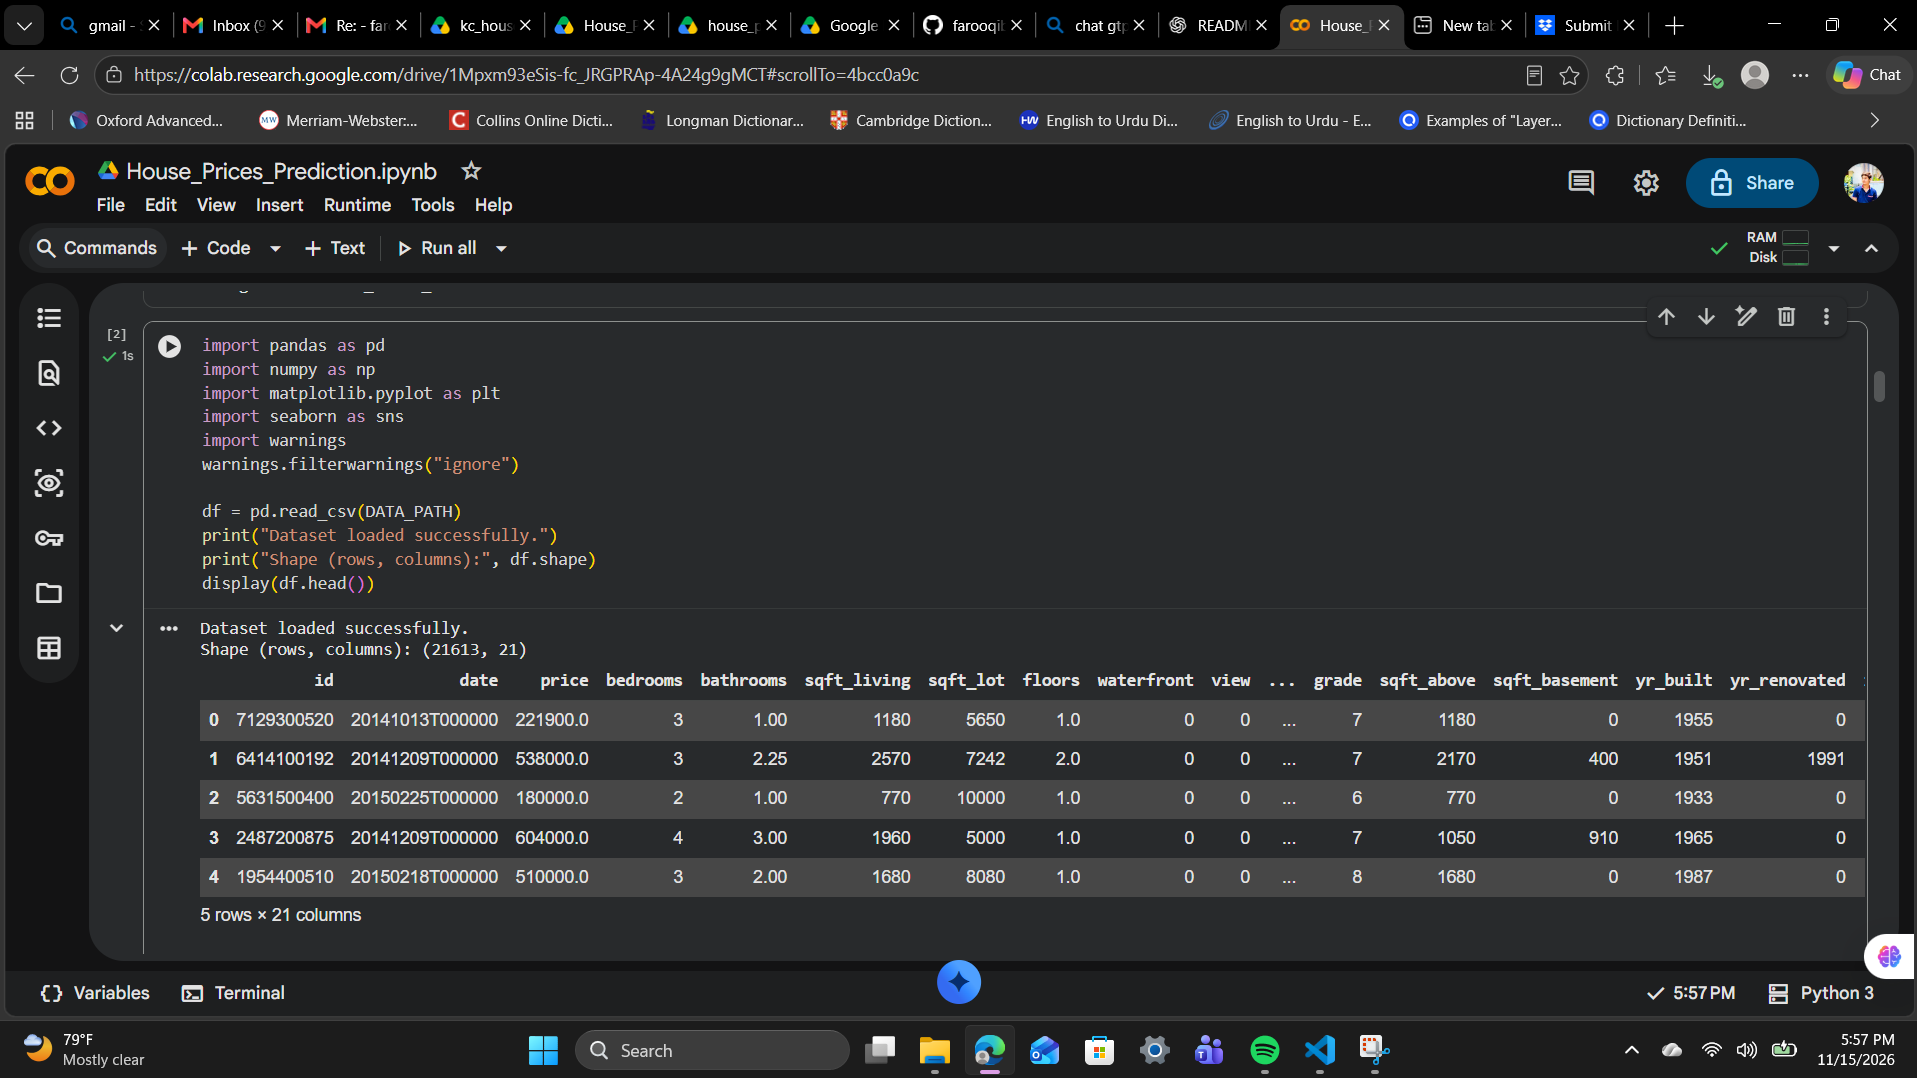 gmail - S
Inbox (9
Re: - far
kc_hous
House_P
house_p
Google
farooqib
chat gtp
README
House_P
New tab
Submit
https://colab.research.google.com/drive/1Mpxm93eSis-fc_JRGPRAp-4A24g9gMCT#scrollTo=4bcc0a9c
Chat
Oxford Advanced...
Merriam-Webster:...
Collins Online Dicti...
Longman Dictionar...
Cambridge Diction...
English to Urdu Di...
English to Urdu - E...
Examples of "Layer...
Dictionary Definiti...
House_Prices_Prediction.ipynb
Share
File Edit View Insert Runtime Tools Help
Commands + Code + Text Run all
RAM
Disk
[2]
1s
import pandas as pd
import numpy as np
import matplotlib.pyplot as plt
import seaborn as sns
import warnings
warnings.filterwarnings("ignore")
df = pd.read_csv(DATA_PATH)
print("Dataset loaded successfully.")
print("Shape (rows, columns):", df.shape)
display(df.head())
Dataset loaded successfully.
Shape (rows, columns): (21613, 21)
id date price bedrooms bathrooms sqft_living sqft_lot floors waterfront view ... grade sqft_above sqft_basement yr_built yr_renovated
0 7129300520 20141013T000000 221900.0 3 1.00 1180 5650 1.0 0 0 ... 7 1180 0 1955 0
1 6414100192 20141209T000000 538000.0 3 2.25 2570 7242 2.0 0 0 ... 7 2170 400 1951 1991
2 5631500400 20150225T000000 180000.0 2 1.00 770 10000 1.0 0 0 ... 6 770 0 1933 0
3 2487200875 20141209T000000 604000.0 4 3.00 1960 5000 1.0 0 0 ... 7 1050 910 1965 0
4 1954400510 20150218T000000 510000.0 3 2.00 1680 8080 1.0 0 0 ... 8 1680 0 1987 0
5 rows × 21 columns
Variables
Terminal
5:57 PM
Python 3
79°F
Mostly clear
Search
5:57 PM
11/15/2026